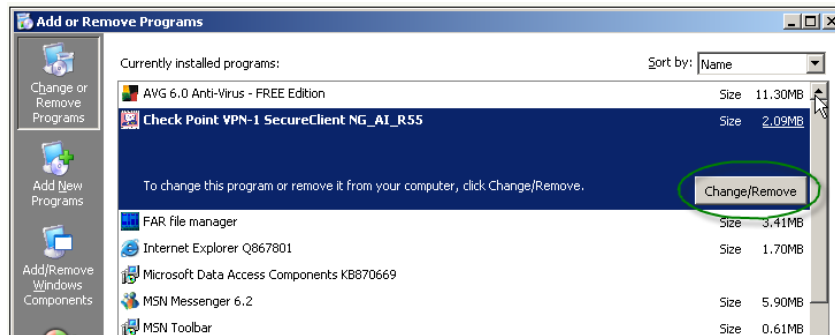 Add or Remove Programs
Currently installed programs:
Sort by: Name
Change or
Remove
Programs
Add New
Programs
Add/Remove
Windows
Components
AVG 6.0 Anti-Virus - FREE Edition Size 11.30MB
Check Point VPN-1 SecureClient NG_AI_R55 Size 2.09MB
To change this program or remove it from your computer, click Change/Remove.
Change/Remove
FAR file manager Size 3.41MB
Internet Explorer Q867801 Size 1.70MB
Microsoft Data Access Components KB870669
MSN Messenger 6.2 Size 5.90MB
MSN Toolbar Size 0.61MB